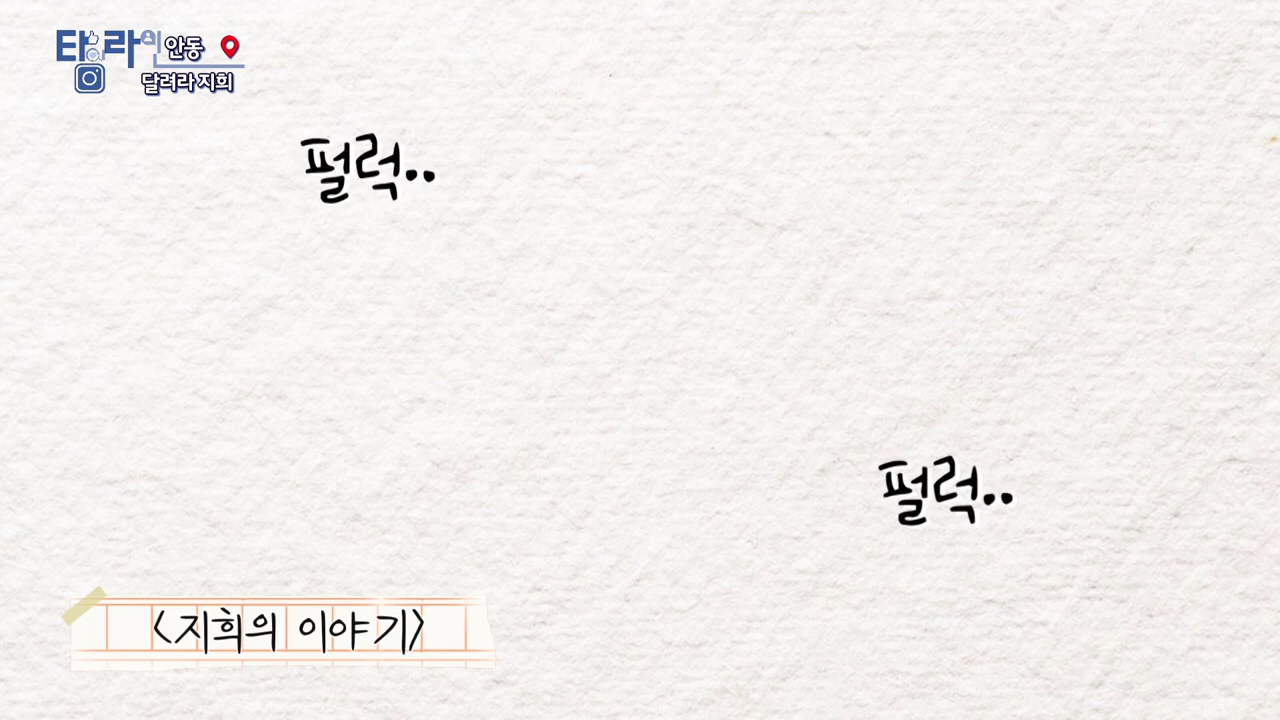 타라의 안동
달려라 지희
펄럭..
펄럭..
<지희의 이야기>